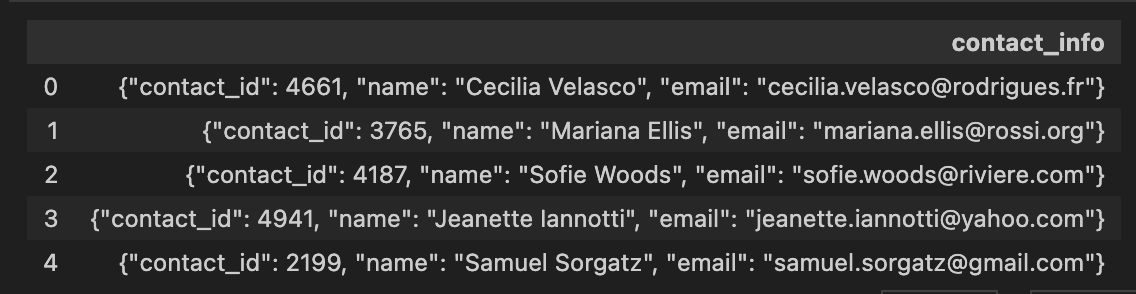 contact_info
0 {"contact_id": 4661, "name": "Cecilia Velasco", "email": "cecilia.velasco@rodrigues.fr"}
1 {"contact_id": 3765, "name": "Mariana Ellis", "email": "mariana.ellis@rossi.org"}
2 {"contact_id": 4187, "name": "Sofie Woods", "email": "sofie.woods@riviere.com"}
3 {"contact_id": 4941, "name": "Jeanette Iannotti", "email": "jeanette.iannotti@yahoo.com"}
4 {"contact_id": 2199, "name": "Samuel Sorgatz", "email": "samuel.sorgatz@gmail.com"}